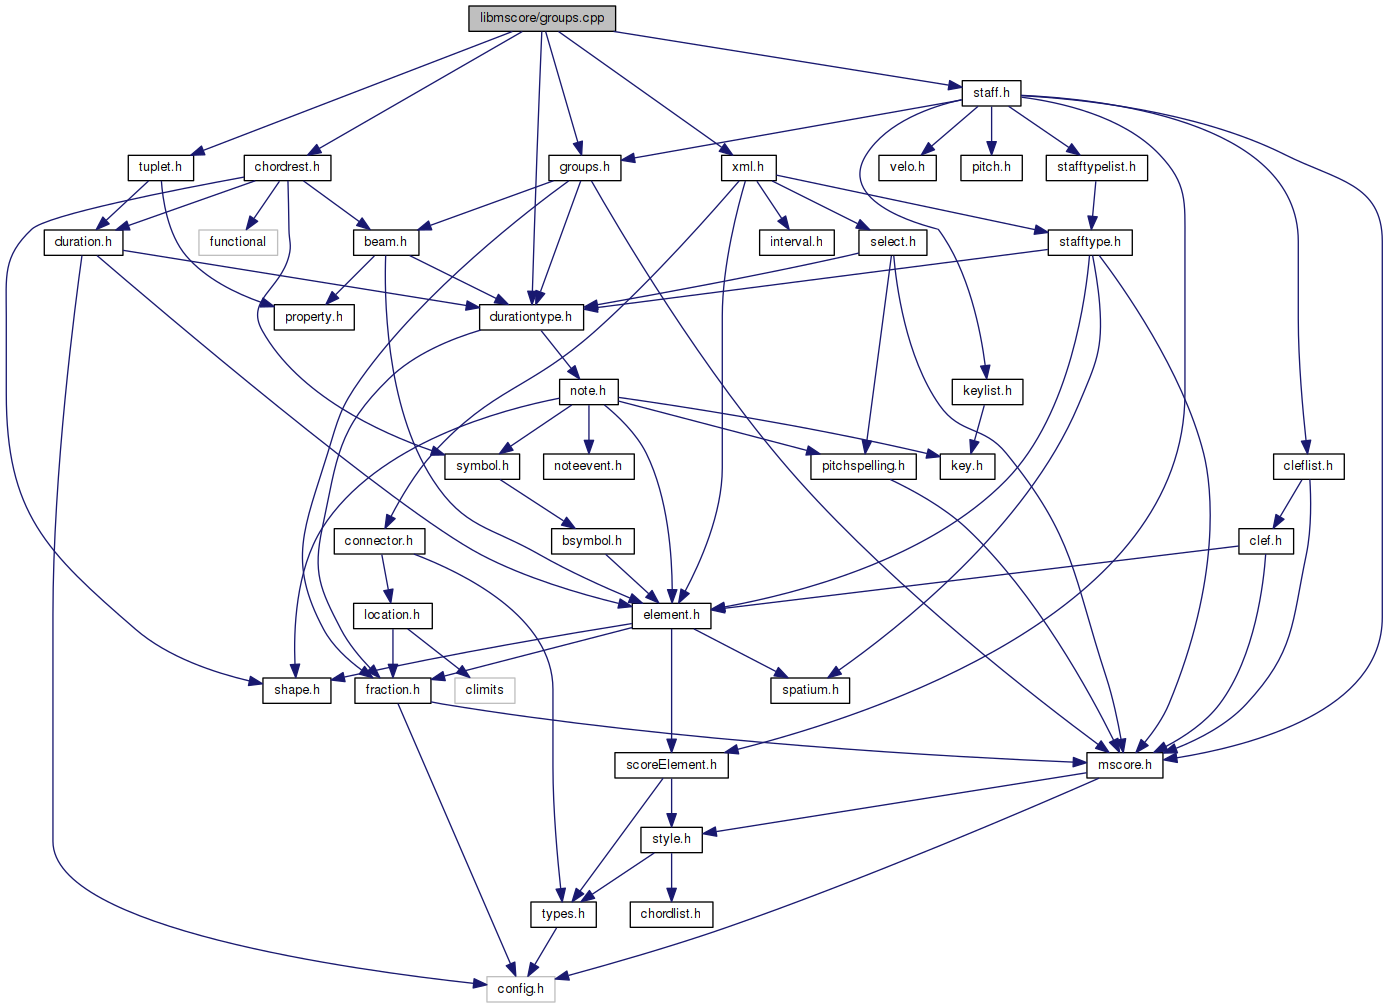 libmscore/groups.cpp
staff.h
tuplet.h
chordrest.h
groups.h
xml.h
velo.h
pitch.h
stafftypelist.h
duration.h
functional
beam.h
interval.h
select.h
stafftype.h
property.h
durationtype.h
note.h
keylist.h
symbol.h
noteevent.h
pitchspelling.h
key.h
cleflist.h
connector.h
bsymbol.h
clef.h
location.h
element.h
shape.h
fraction.h
climits
spatium.h
scoreElement.h
mscore.h
style.h
types.h
chordlist.h
config.h